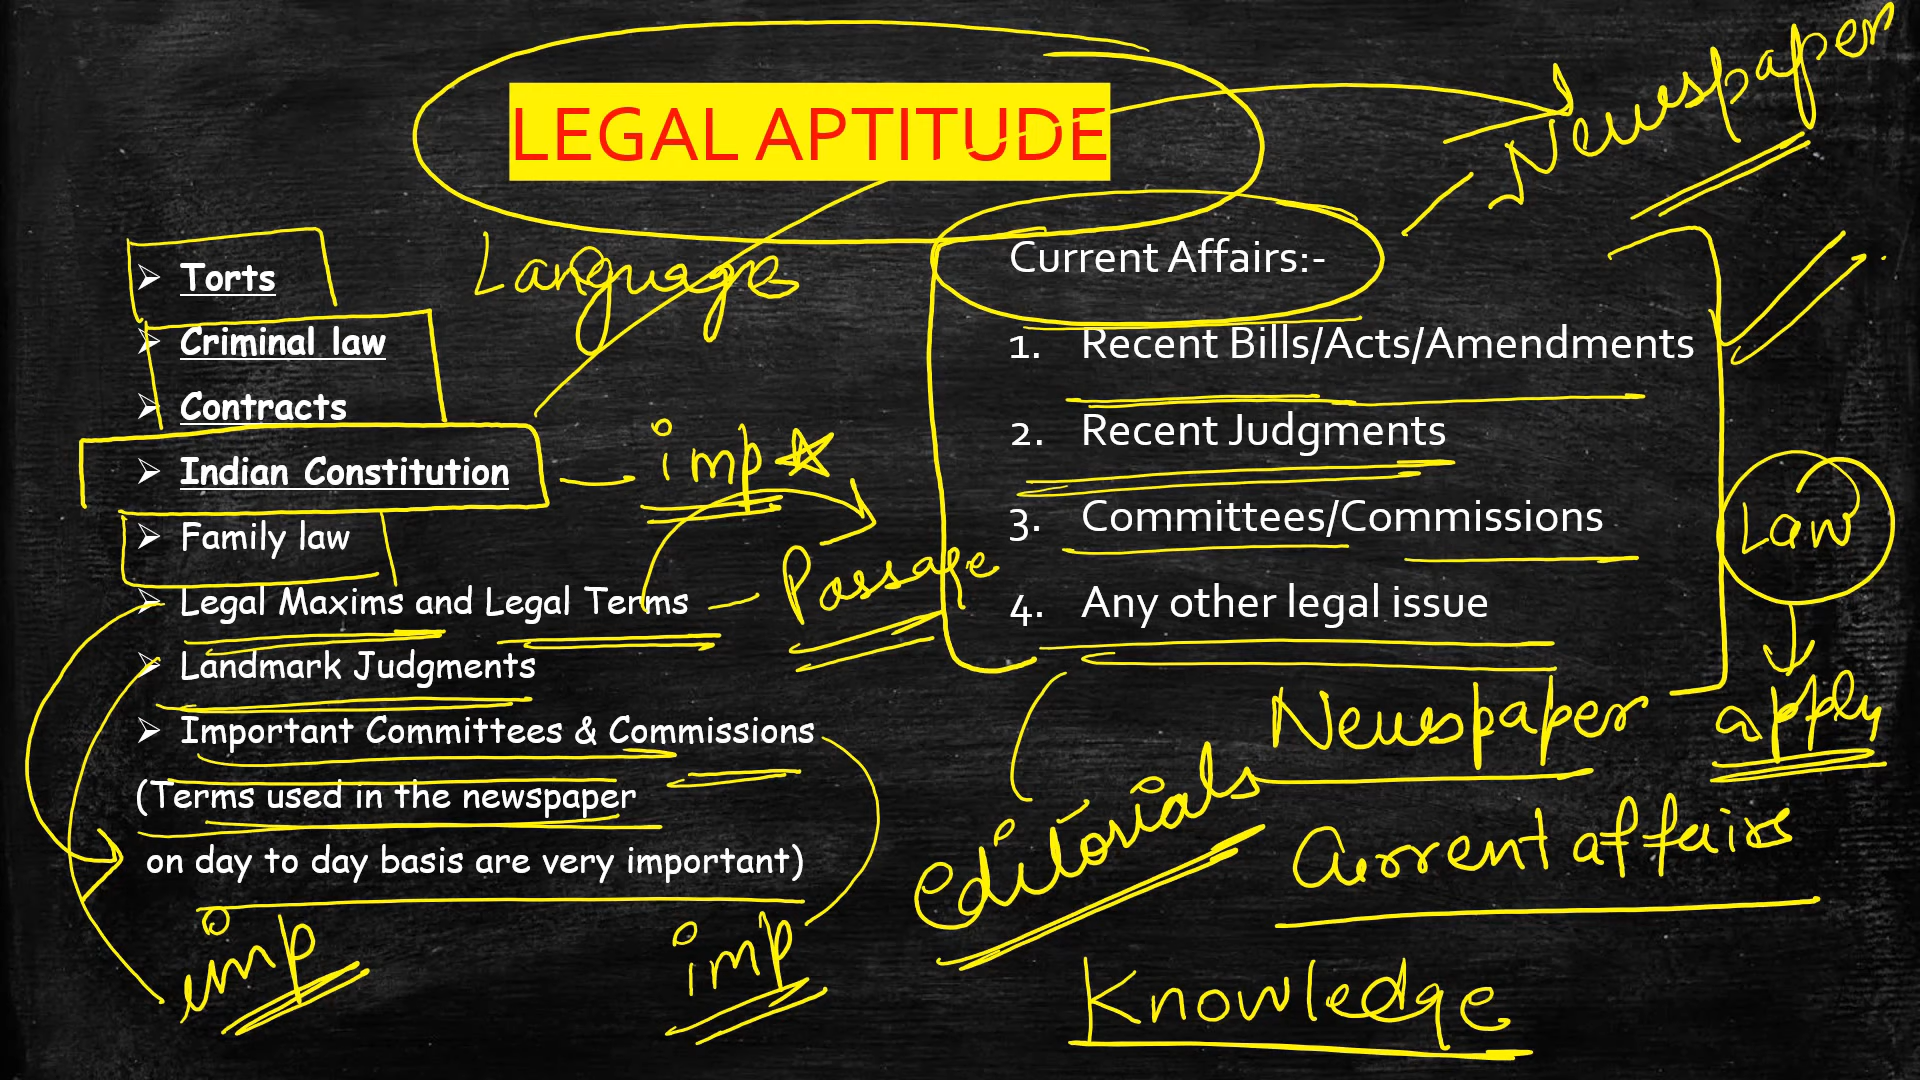 LEGAL APTITUDE
Newspaper
➢ Torts
Language
➢ Criminal law
➢ Contracts
➢ Indian Constitution
imp
➢ Family law
➢ Legal Maxims and Legal Terms
Passage
➢ Landmark Judgments
➢ Important Committees & Commissions
(Terms used in the newspaper
on day to day basis are very important)
imp
imp
Current Affairs:-
1. Recent Bills/Acts/Amendments
2. Recent Judgments
3. Committees/Commissions
4. Any other legal issue
Law
apply
Newspaper
editorials
Current affairs
Knowledge